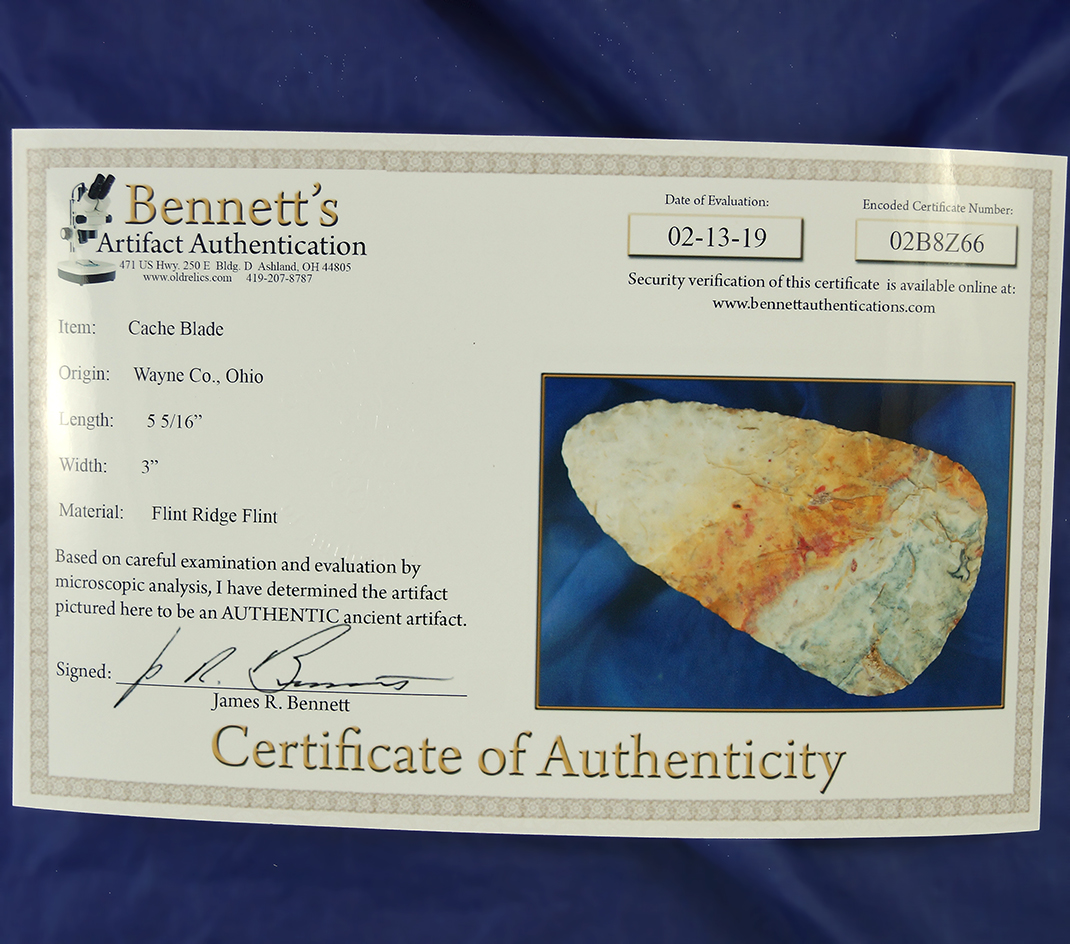 Bennett's
Artifact Authentication
471 US Hwy. 250 E Bldg. D Ashland, OH 44805
www.oldrelics.com 419-207-8787
Date of Evaluation:
02-13-19
Encoded Certificate Number:
02B8Z66
Security verification of this certificate is available online at:
www.bennettauthentications.com
Item: Cache Blade
Origin: Wayne Co., Ohio
Length: 5 5/16”
Width: 3”
Material: Flint Ridge Flint
Based on careful examination and evaluation by
microscopic analysis, I have determined the artifact
pictured here to be an AUTHENTIC ancient artifact.
Signed:
James R. Bennett
Certificate of Authenticity